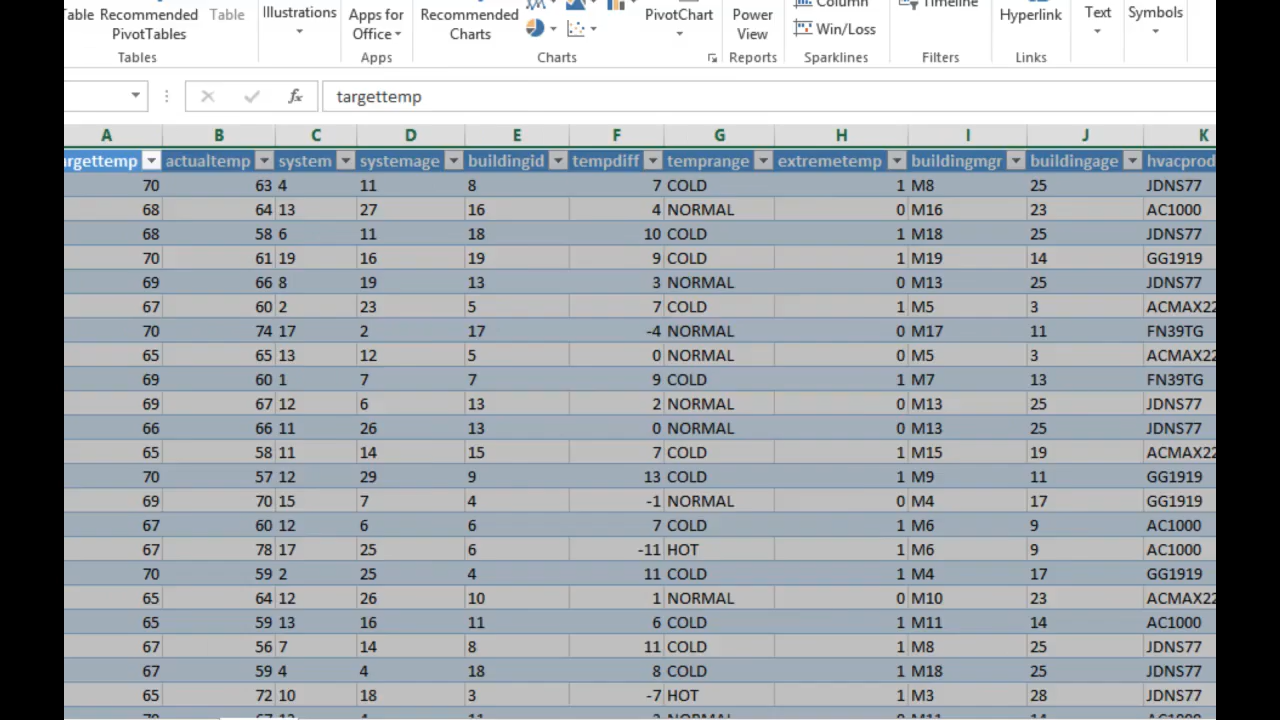 Table Recommended PivotTables Table Illustrations Apps for Office Recommended Charts PivotChart Power View Column Win/Loss Timeline Hyperlink Text Symbols
Tables Apps Charts Reports Sparklines Filters Links
fx targettemp
A B C D E F G H I J K
argettemp actualtemp system systemage buildingid tempdiff temprange extremetemp buildingmgr buildingage hvacprod
70 63 4 11 8 7 COLD 1 M8 25 JDNS77
68 64 13 27 16 4 NORMAL 0 M16 23 AC1000
68 58 6 11 18 10 COLD 1 M18 25 JDNS77
70 61 19 16 19 9 COLD 1 M19 14 GG1919
69 66 8 19 13 3 NORMAL 0 M13 25 JDNS77
67 60 2 23 5 7 COLD 1 M5 3 ACMAX22
70 74 17 2 17 -4 NORMAL 0 M17 11 FN39TG
65 65 13 12 5 0 NORMAL 0 M5 3 ACMAX22
69 60 1 7 7 9 COLD 1 M7 13 FN39TG
69 67 12 6 13 2 NORMAL 0 M13 25 JDNS77
66 66 11 26 13 0 NORMAL 0 M13 25 JDNS77
65 58 11 14 15 7 COLD 1 M15 19 ACMAX22
70 57 12 29 9 13 COLD 1 M9 11 GG1919
69 70 15 7 4 -1 NORMAL 0 M4 17 GG1919
67 60 12 6 6 7 COLD 1 M6 9 AC1000
67 78 17 25 6 -11 HOT 1 M6 9 AC1000
70 59 2 25 4 11 COLD 1 M4 17 GG1919
65 64 12 26 10 1 NORMAL 0 M10 23 ACMAX22
65 59 13 16 11 6 COLD 1 M11 14 AC1000
67 56 7 14 8 11 COLD 1 M8 25 JDNS77
67 59 4 4 18 8 COLD 1 M18 25 JDNS77
65 72 10 18 3 -7 HOT 1 M3 28 JDNS77